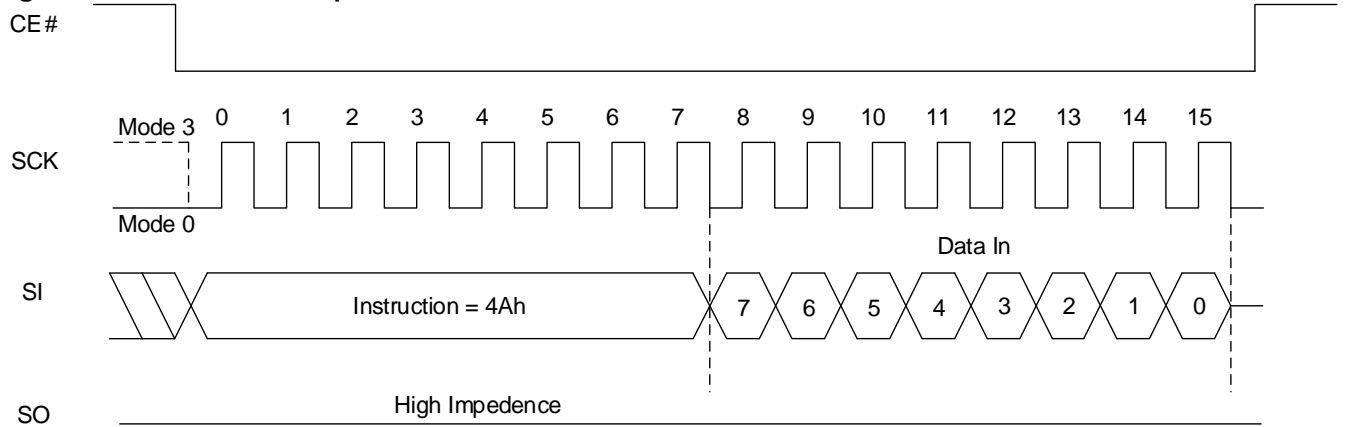 CE#
Mode 3 0 1 2 3 4 5 6 7 8 9 10 11 12 13 14 15
SCK
Mode 0
Data In
SI
Instruction = 4Ah 7 6 5 4 3 2 1 0
High Impedence
SO